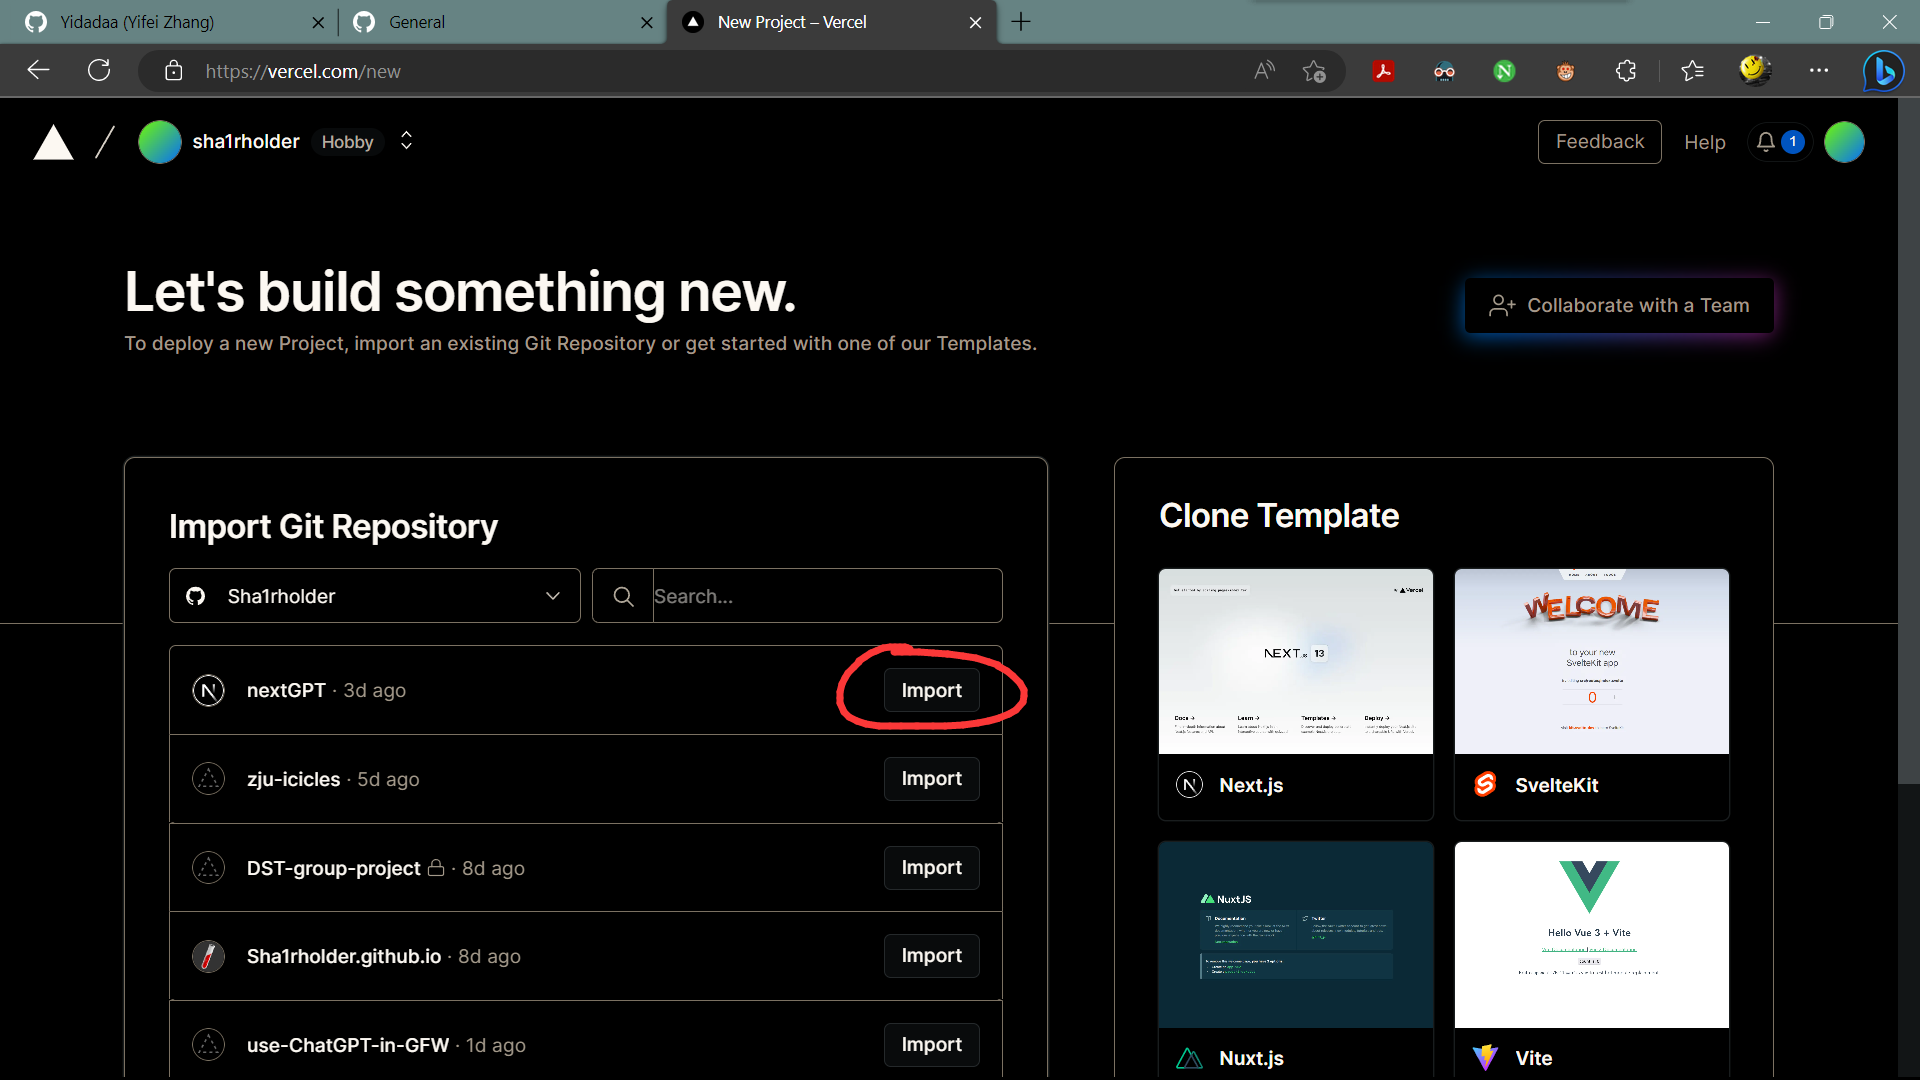 Yidadaa (Yifei Zhang)
General
New Project – Vercel
https://vercel.com/new
sha1rholder Hobby
Feedback Help 1
Let's build something new.
To deploy a new Project, import an existing Git Repository or get started with one of our Templates.
Collaborate with a Team
Import Git Repository
Sha1rholder
Search...
nextGPT · 3d ago Import
zju-icicles · 5d ago Import
DST-group-project · 8d ago Import
Sha1rholder.github.io · 8d ago Import
use-ChatGPT-in-GFW · 1d ago Import
Clone Template
Vercel
NEXT.js 13
Docs → Learn → Templates → Deploy →
Next.js
WELCOME
to your new
SvelteKit app
0
SvelteKit
NuxtJS
Documentation Twitter
Nuxt.js
Hello Vue 3 + Vite
Vite